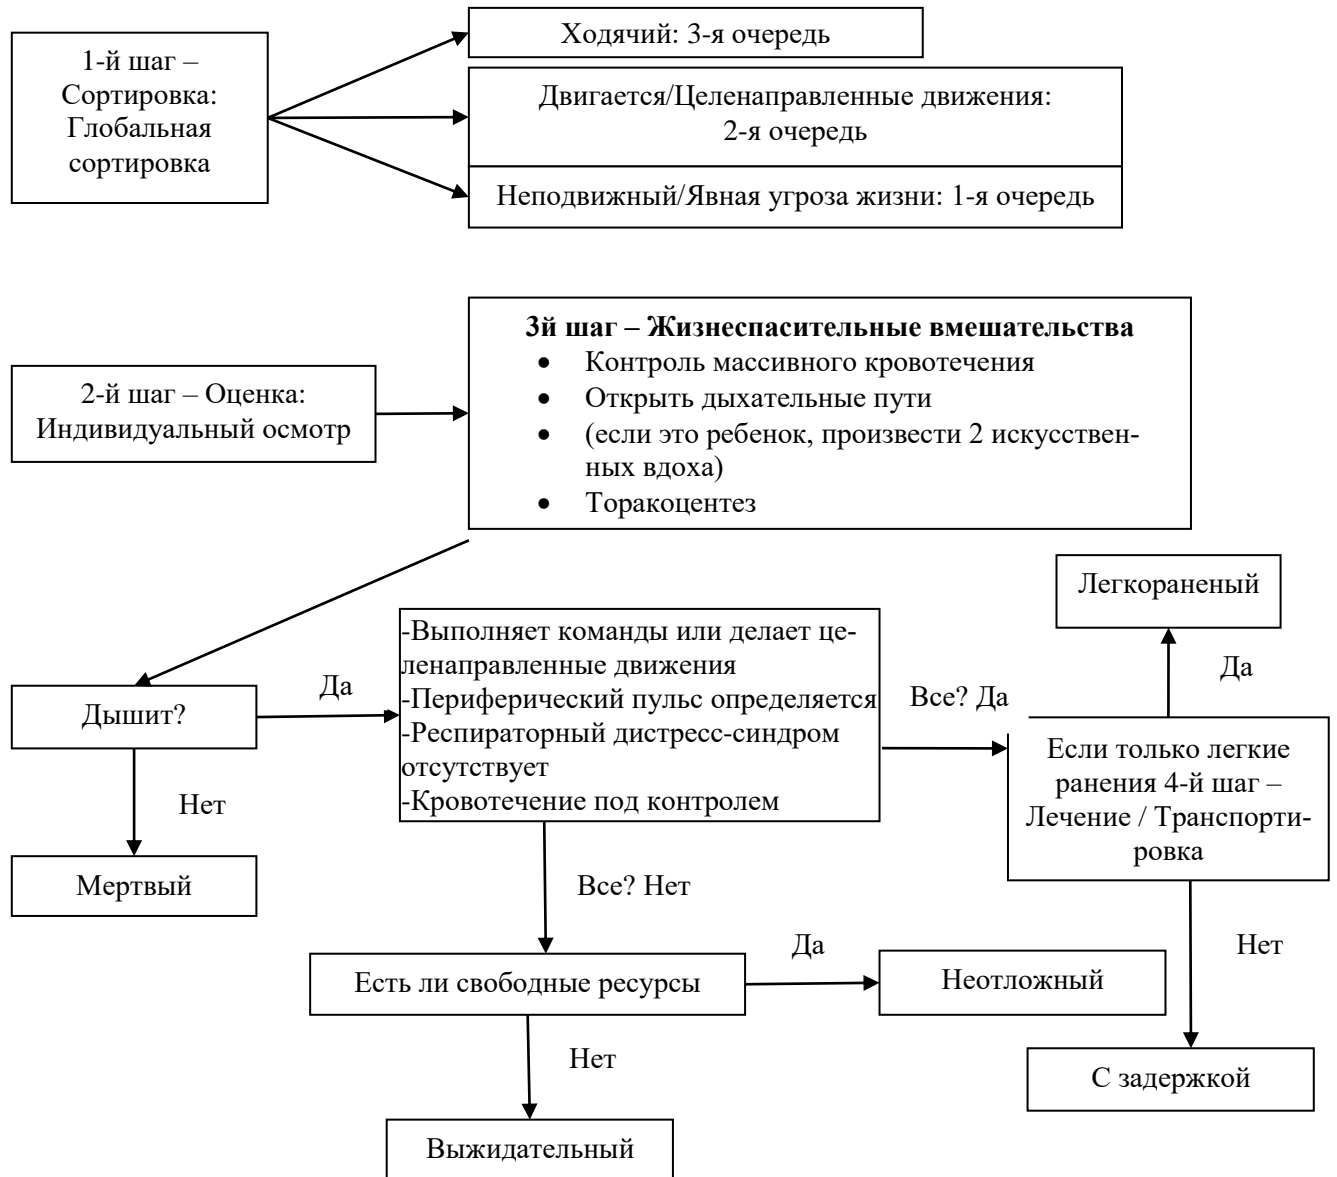 1-й шаг –
Сортировка:
Глобальная
сортировка
Ходячий: 3-я очередь
Двигается/Целенаправленные движения:
2-я очередь
Неподвижный/Явная угроза жизни: 1-я очередь
2-й шаг – Оценка:
Индивидуальный осмотр
3й шаг – Жизнеспасительные вмешательства
• Контроль массивного кровотечения
• Открыть дыхательные пути
• (если это ребенок, произвести 2 искусствен-
ных вдоха)
• Торакоцентез
Дышит?
Да
Нет
Мертвый
-Выполняет команды или делает це-
ленаправленные движения
-Периферический пульс определяется
-Респираторный дистресс-синдром
отсутствует
-Кровотечение под контролем
Все? Да
Легкораненый
Да
Если только легкие
ранения 4-й шаг –
Лечение / Транспорти-
ровка
Нет
С задержкой
Все? Нет
Есть ли свободные ресурсы
Да
Неотложный
Нет
Выжидательный